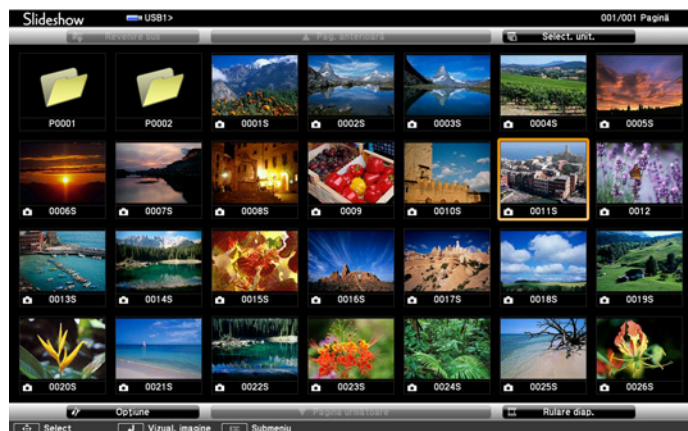 Slideshow USB1> 001/001 Pagină
Revenire sus ▲ Pag. anterioară Select. unit.
P0001 P0002 0001S 0002S 0003S 0004S 0005S
0006S 0007S 0008S 0009 0010S 0011S 0012
0013S 0014S 0015S 0016S 0017S 0018S 0019S
0020S 0021S 0022S 0023S 0024S 0025S 0026S
Opțiune ▼ Pagina următoare Rulare diap.
Select Vizual. imagine Submeniu